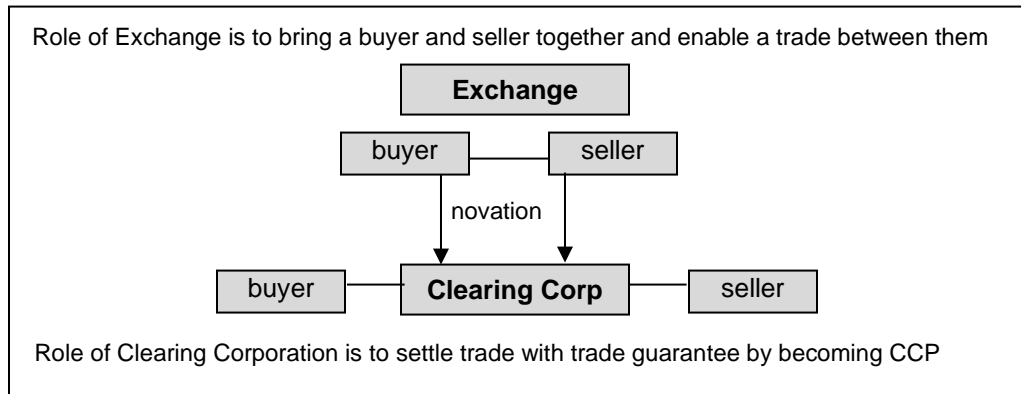 Role of Exchange is to bring a buyer and seller together and enable a trade between them
Exchange
buyer seller
novation
buyer Clearing Corp seller
Role of Clearing Corporation is to settle trade with trade guarantee by becoming CCP